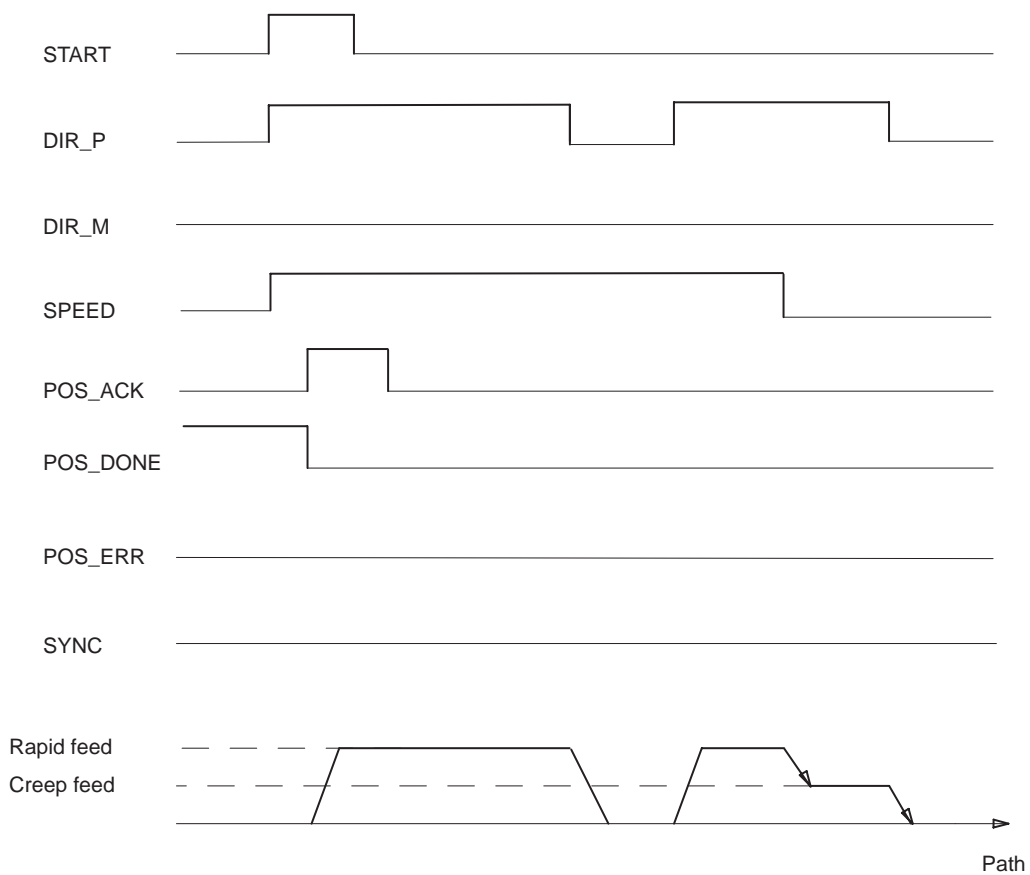 START
DIR_P
DIR_M
SPEED
POS_ACK
POS_DONE
POS_ERR
SYNC
Rapid feed
Creep feed
Path